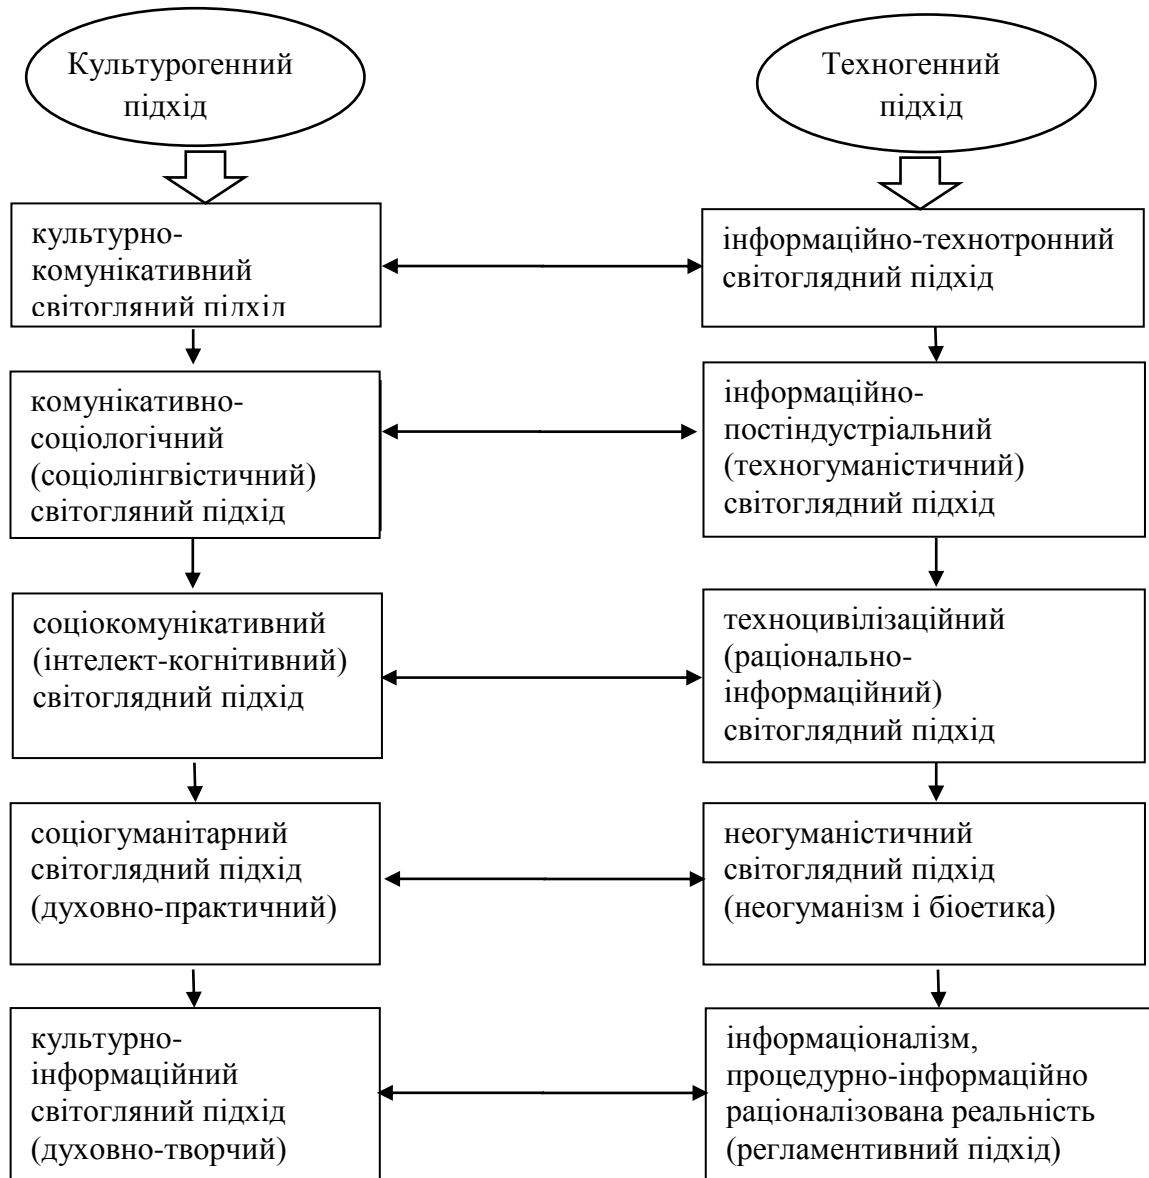 Культурогенний
підхід
Техногенний
підхід
культурно-
комунікативний
світогляний підхід
інформаційно-технотронний
світоглядний підхід
комунікативно-
соціологічний
(соціолінгвістичний)
світогляний підхід
інформаційно-
постіндустріальний
(техногуманістичний)
світоглядний підхід
соціокомунікативний
(інтелект-когнітивний)
світоглядний підхід
техноцивілізаційний
(раціонально-
інформаційний)
світоглядний підхід
соціогуманітарний
світоглядний підхід
(духовно-практичний)
неогуманістичний
світоглядний підхід
(неогуманізм і біоетика)
культурно-
інформаційний
світогляний підхід
(духовно-творчий)
інформаціоналізм,
процедурно-інформаційно
раціоналізована реальність
(регламентивний підхід)